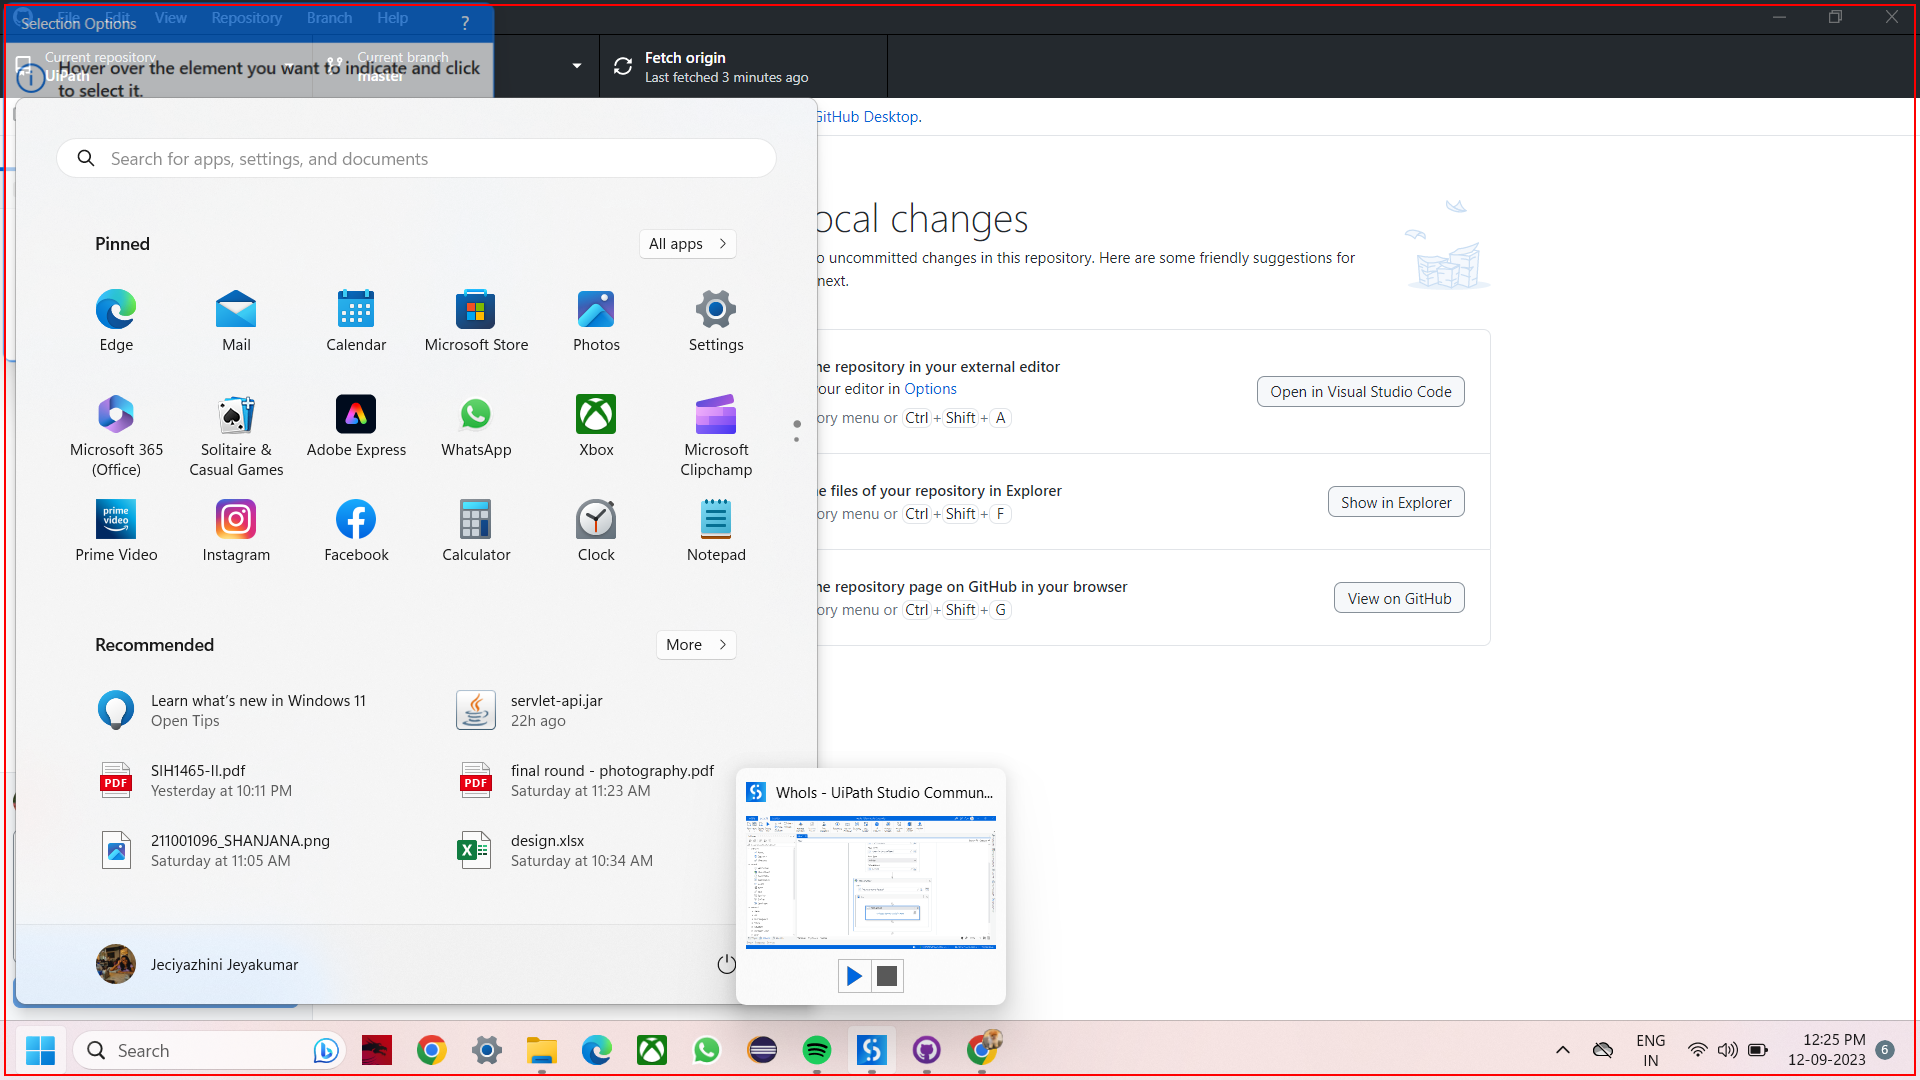 File Edit View Repository Branch Help
Selection Options ?
Current repository
UiPath
Current branch
master
Hover over the element you want to indicate and click
to select it.
Fetch origin
Last fetched 3 minutes ago
GitHub Desktop.
Search for apps, settings, and documents
Pinned
All apps
Edge
Mail
Calendar
Microsoft Store
Photos
Settings
Microsoft 365
(Office)
Solitaire &
Casual Games
Adobe Express
WhatsApp
Xbox
Microsoft
Clipchamp
prime
video
Prime Video
Instagram
Facebook
Calculator
Clock
Notepad
Recommended
More
Learn what's new in Windows 11
Open Tips
servlet-api.jar
22h ago
PDF
SIH1465-II.pdf
Yesterday at 10:11 PM
PDF
final round - photography.pdf
Saturday at 11:23 AM
211001096_SHANJANA.png
Saturday at 11:05 AM
design.xlsx
Saturday at 10:34 AM
Jeciyazhini Jeyakumar
ocal changes
o uncommitted changes in this repository. Here are some friendly suggestions for
next.
he repository in your external editor
your editor in Options
ory menu or Ctrl + Shift + A
Open in Visual Studio Code
e files of your repository in Explorer
ory menu or Ctrl + Shift + F
Show in Explorer
he repository page on GitHub in your browser
ory menu or Ctrl + Shift + G
View on GitHub
WhoIs - UiPath Studio Commun...
Search
ENG
IN
12:25 PM
12-09-2023
6